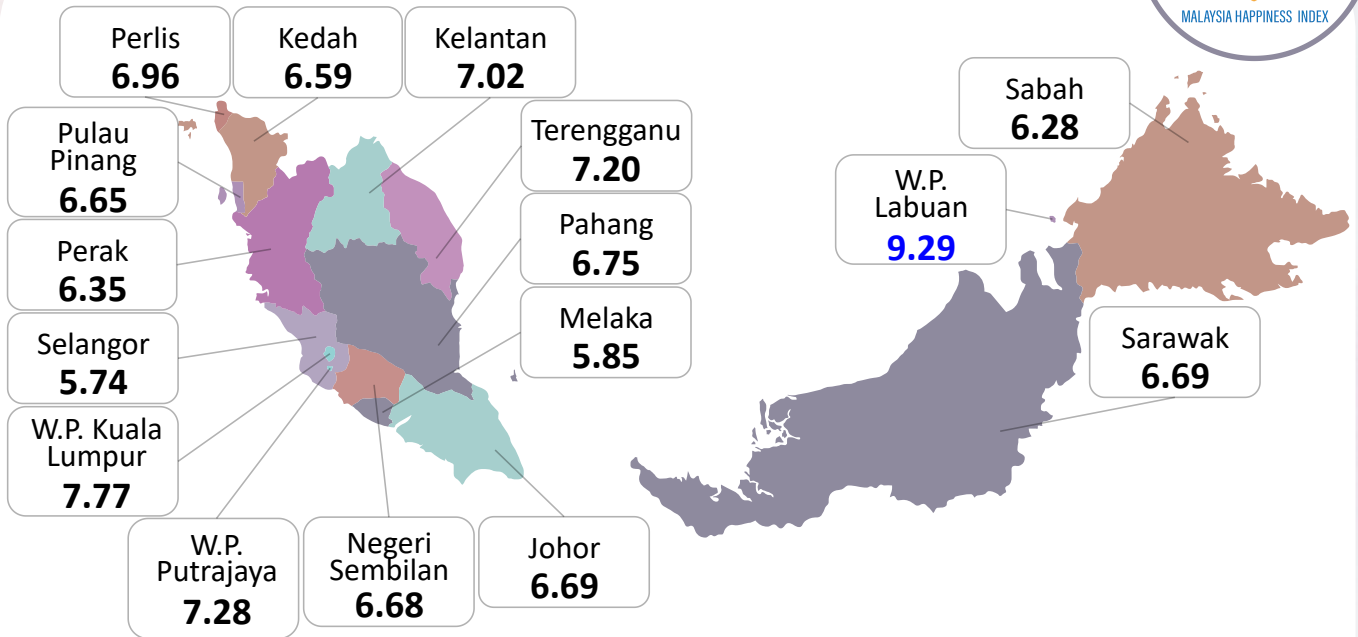 MALAYSIA HAPPINESS INDEX
Perlis
6.96
Kedah
6.59
Kelantan
7.02
Pulau
Pinang
6.65
Terengganu
7.20
Perak
6.35
Pahang
6.75
Selangor
5.74
Melaka
5.85
W.P. Kuala
Lumpur
7.77
W.P.
Putrajaya
7.28
Negeri
Sembilan
6.68
Johor
6.69
Sabah
6.28
W.P.
Labuan
9.29
Sarawak
6.69